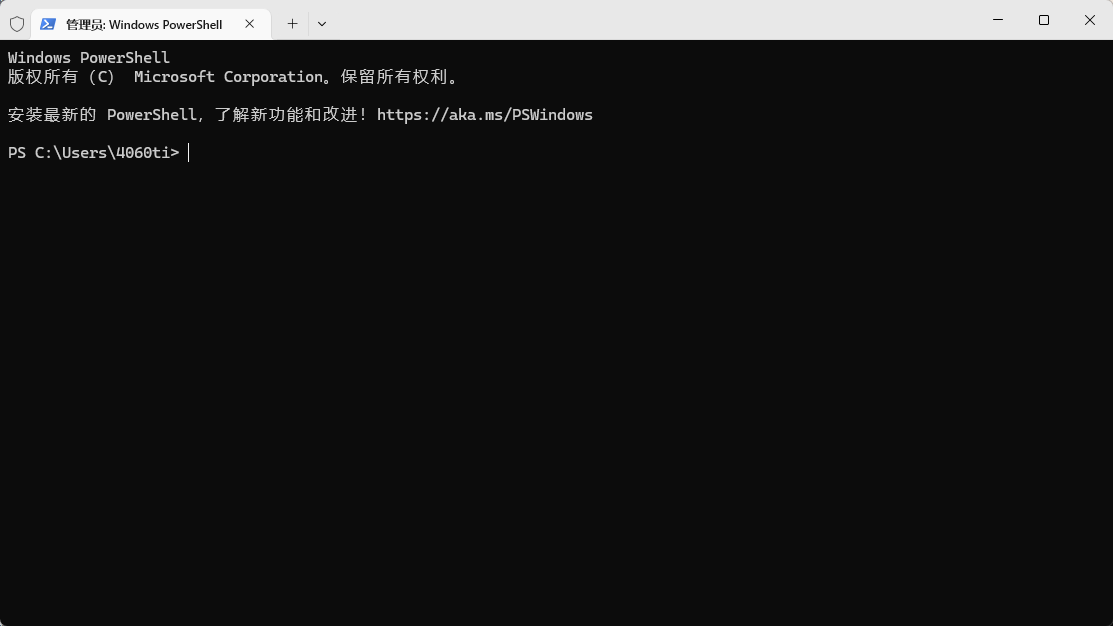 管理员: Windows PowerShell
Windows PowerShell
版权所有（C） Microsoft Corporation。保留所有权利。
安装最新的 PowerShell，了解新功能和改进！https://aka.ms/PSWindows
PS C:\Users\4060ti>